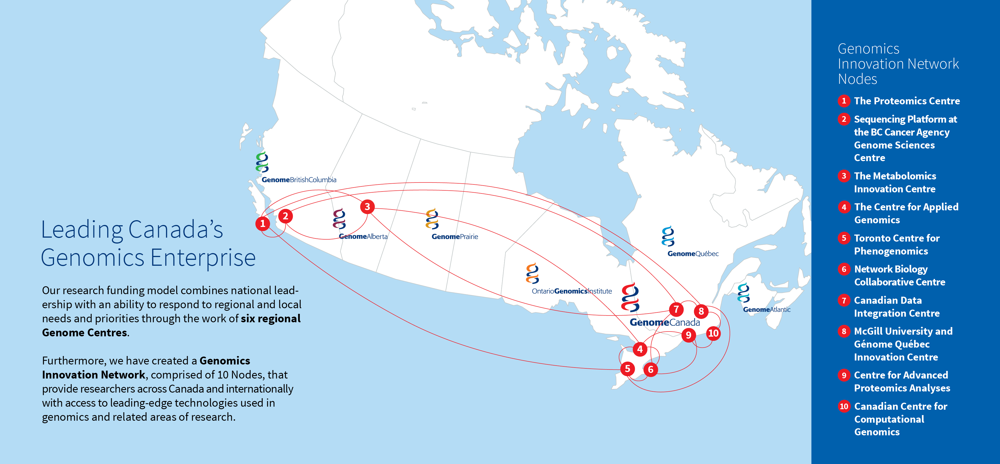 Leading Canada’s
Genomics Enterprise
Our research funding model combines national lead-
ership with an ability to respond to regional and local
needs and priorities through the work of six regional
Genome Centres.
Furthermore, we have created a Genomics
Innovation Network, comprised of 10 Nodes, that
provide researchers across Canada and internationally
with access to leading-edge technologies used in
genomics and related areas of research.
GenomeBritishColumbia
1
2
3
GenomeAlberta
GenomePrairie
OntarioGenomicsInstitute
GenomeQuébec
GenomeCanada
GenomeAtlantic
7
8
9
10
4
5
6
Genomics
Innovation Network
Nodes
1 The Proteomics Centre
2 Sequencing Platform at
the BC Cancer Agency
Genome Sciences
Centre
3 The Metabolomics
Innovation Centre
4 The Centre for Applied
Genomics
5 Toronto Centre for
Phenogenomics
6 Network Biology
Collaborative Centre
7 Canadian Data
Integration Centre
8 McGill University and
Génome Québec
Innovation Centre
9 Centre for Advanced
Proteomics Analyses
10 Canadian Centre for
Computational
Genomics